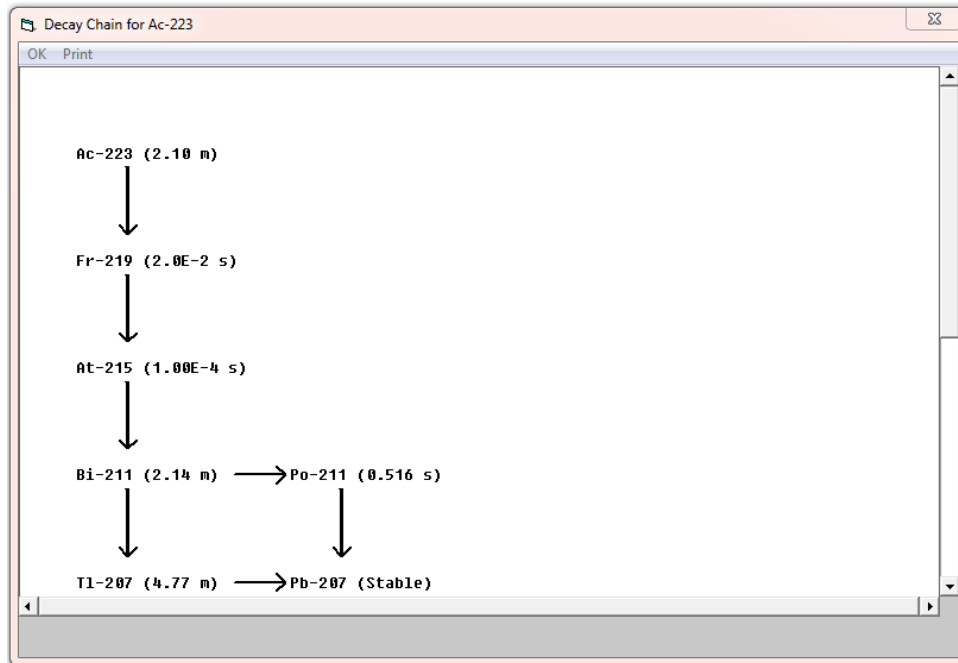 Decay Chain for Ac-223
OK Print
Ac-223 (2.10 m)
Fr-219 (2.0E-2 s)
At-215 (1.00E-4 s)
Bi-211 (2.14 m) Po-211 (0.516 s)
Tl-207 (4.77 m) Pb-207 (Stable)